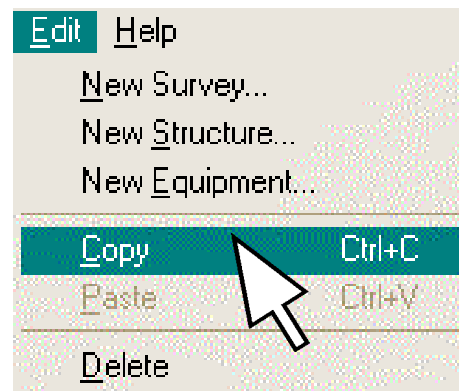 Edit Help
New Survey...
New Structure...
New Equipment...
Copy Ctrl+C
Paste Ctrl+V
Delete